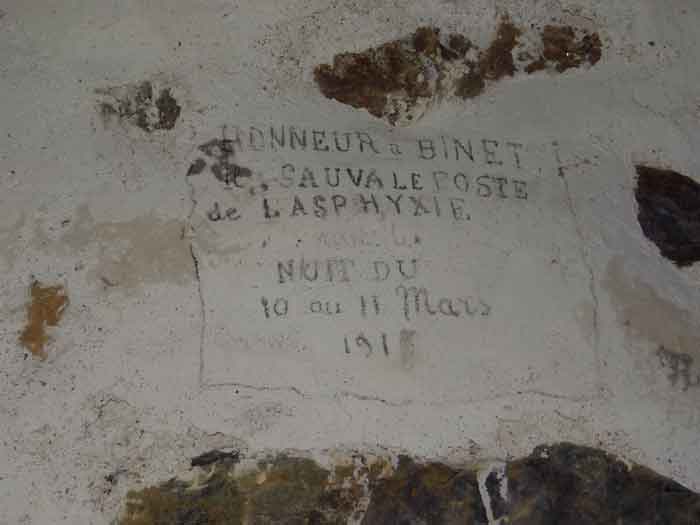 HONNEUR à BINET
SAUVA LE POSTE
de L'ASPHYXIE
NUIT DU
10 au 11 Mars